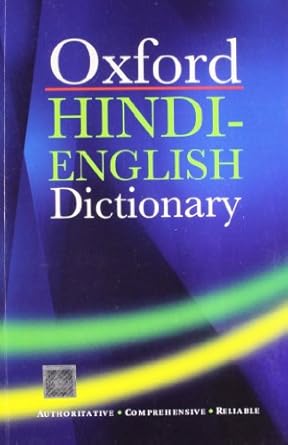 Oxford
HINDI-
ENGLISH
Dictionary
AUTHORITATIVE ◆ COMPREHENSIVE ◆ RELIABLE